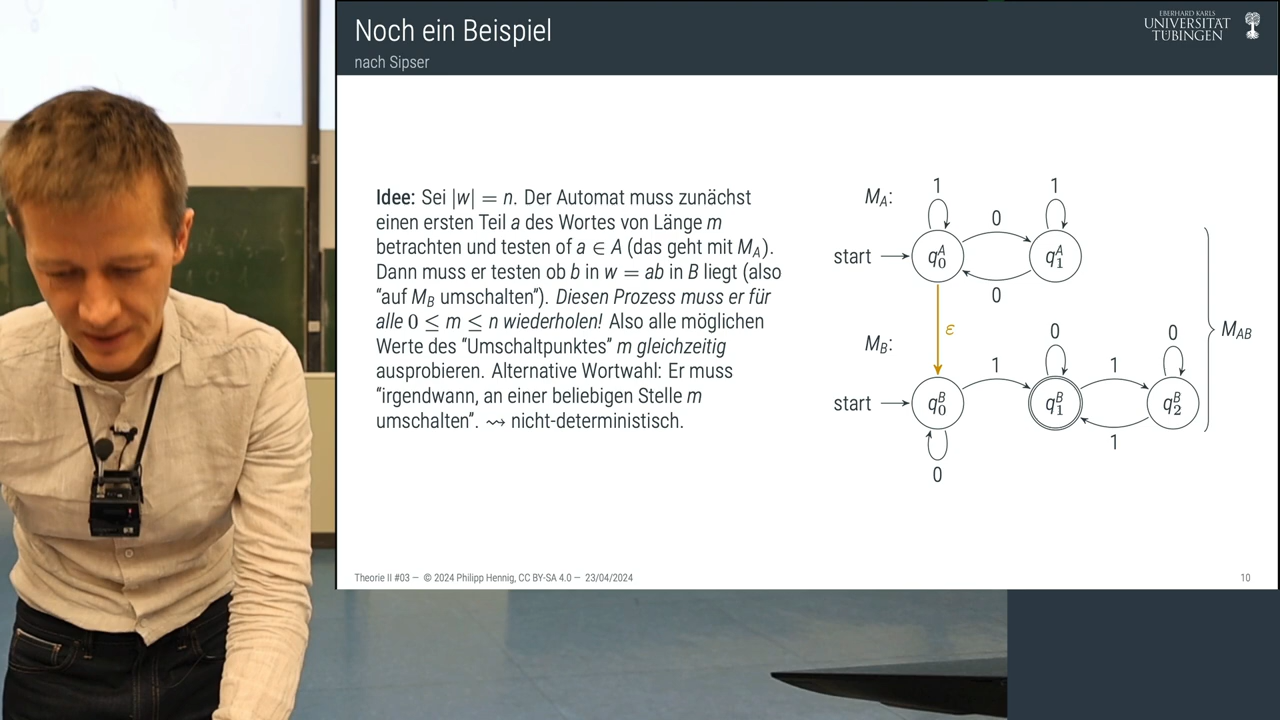 Noch ein Beispiel
nach Sipser
EBERHARD KARLS
UNIVERSITÄT
TÜBINGEN
Idee: Sei |w| = n. Der Automat muss zunächst
einen ersten Teil a des Wortes von Länge m
betrachten und testen of a ∈ A (das geht mit M_A).
Dann muss er testen ob b in w = ab in B liegt (also
"auf M_B umschalten"). Diesen Prozess muss er für
alle 0 ≤ m ≤ n wiederholen! Also alle möglichen
Werte des "Umschaltpunktes" m gleichzeitig
ausprobieren. Alternative Wortwahl: Er muss
"irgendwann, an einer beliebigen Stelle m
umschalten". ⇝ nicht-deterministisch.
M_A:
1 1
0
start q_0^A q_1^A
0
ε
M_AB
M_B:
0 0
1 1
start q_0^B q_1^B q_2^B
1
0
Theorie II #03 — © 2024 Philipp Hennig, CC BY-SA 4.0 — 23/04/2024
10